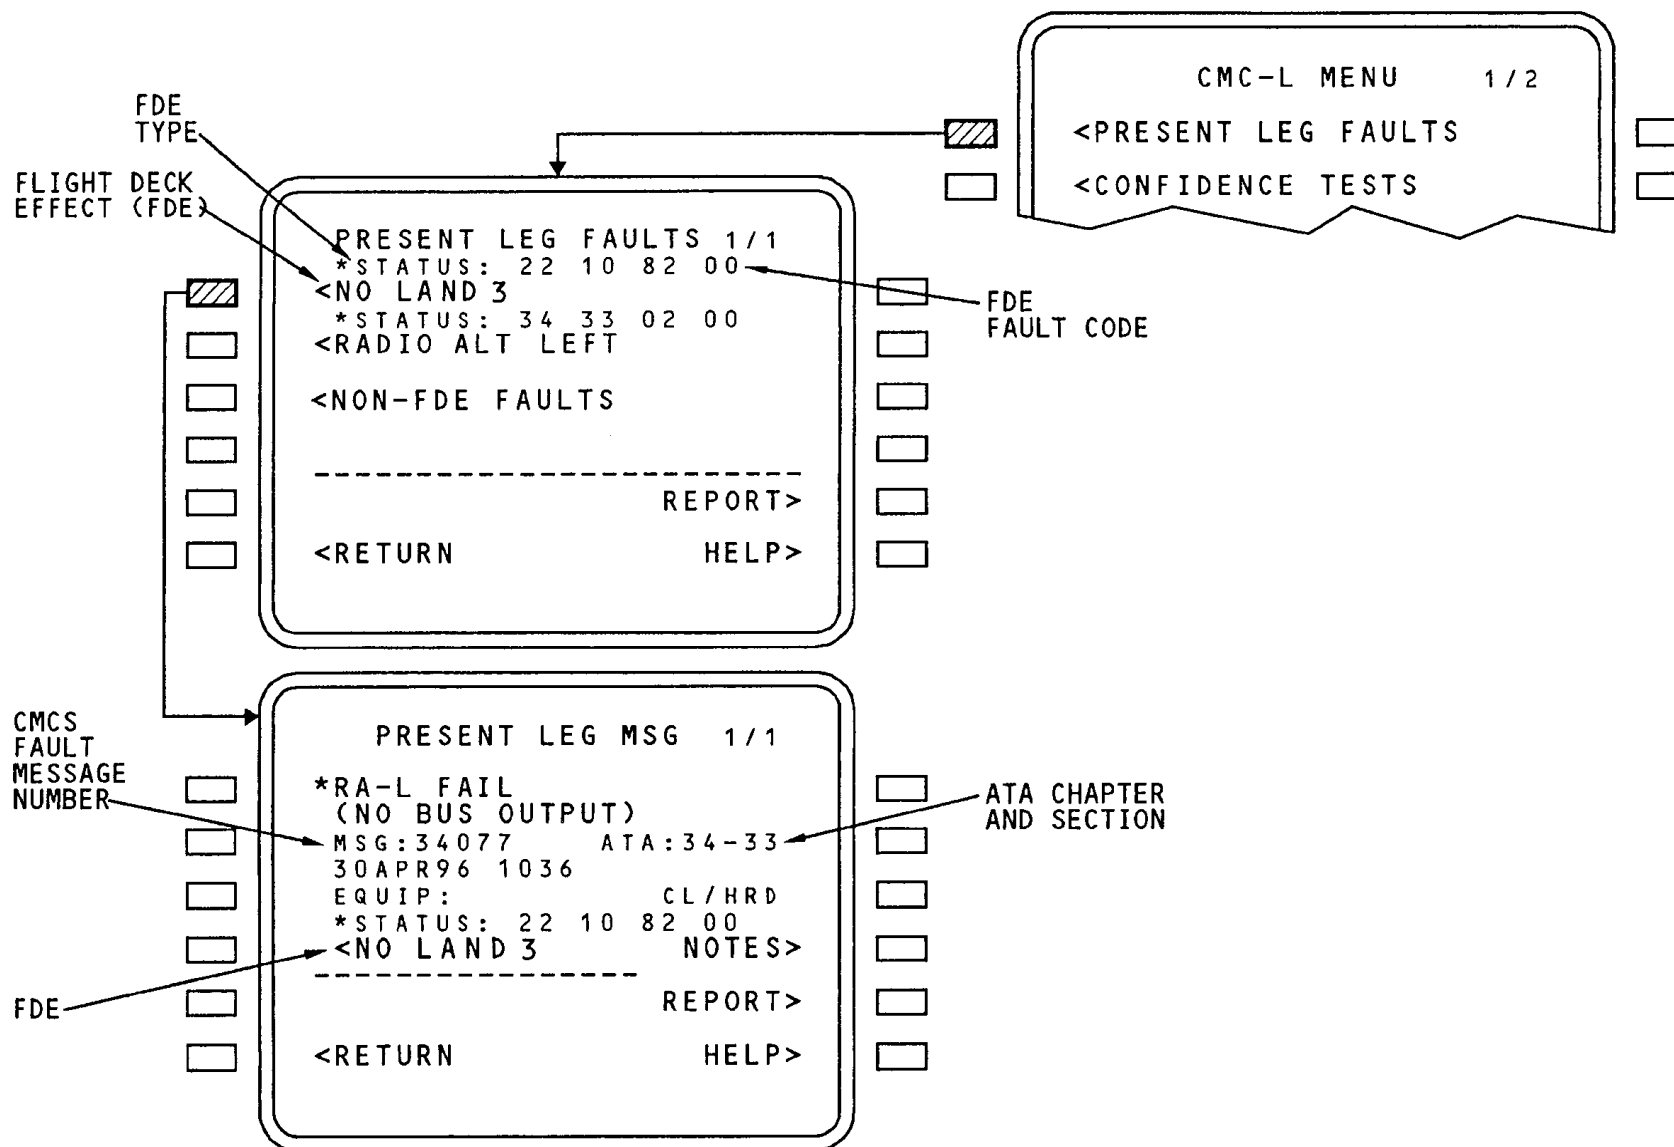 CMC-L MENU 1/2
<PRESENT LEG FAULTS
<CONFIDENCE TESTS
FDE
TYPE
FLIGHT DECK
EFFECT (FDE)
PRESENT LEG FAULTS 1/1
*STATUS: 22 10 82 00
<NO LAND 3
*STATUS: 34 33 02 00
<RADIO ALT LEFT
<NON-FDE FAULTS
REPORT>
<RETURN HELP>
FDE
FAULT CODE
CMCS
FAULT
MESSAGE
NUMBER
PRESENT LEG MSG 1/1
*RA-L FAIL
(NO BUS OUTPUT)
MSG:34077 ATA:34-33
30APR96 1036
EQUIP: CL/HRD
*STATUS: 22 10 82 00
<NO LAND 3 NOTES>
REPORT>
<RETURN HELP>
ATA CHAPTER
AND SECTION
FDE